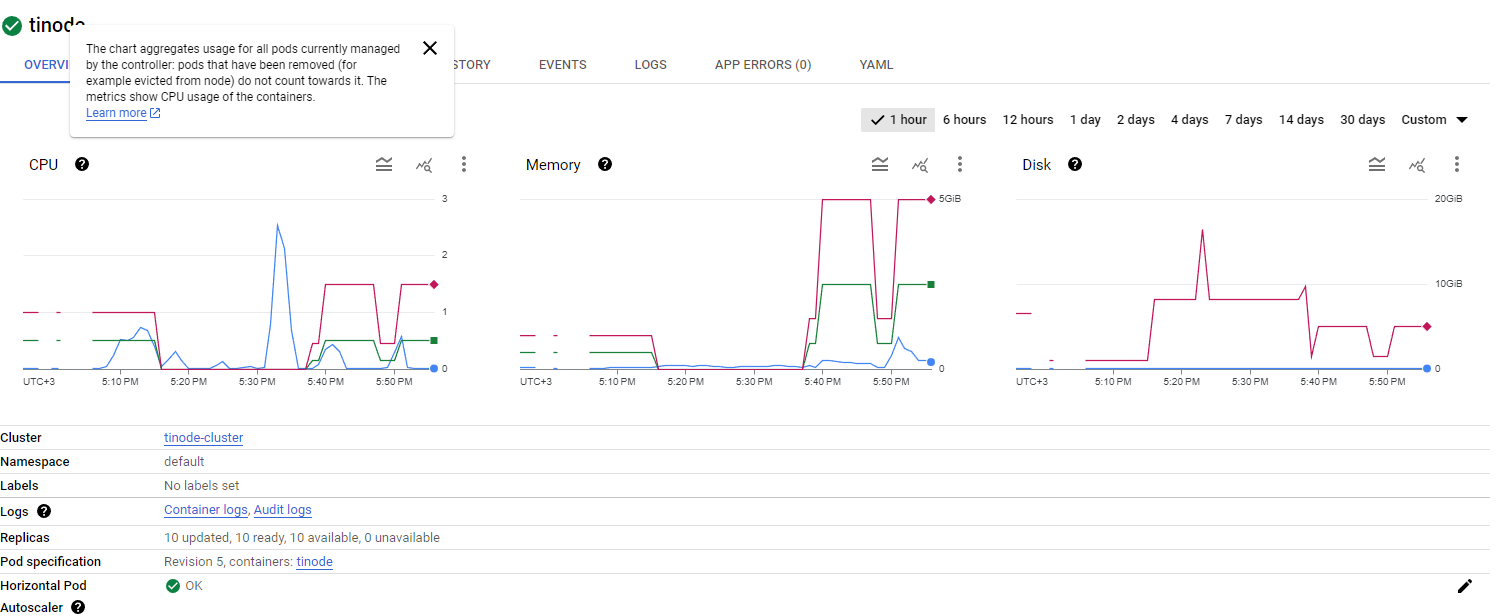 tinode
The chart aggregates usage for all pods currently managed
by the controller: pods that have been removed (for
example evicted from node) do not count towards it. The
metrics show CPU usage of the containers.
Learn more
OVERVI STORY EVENTS LOGS APP ERRORS (0) YAML
1 hour 6 hours 12 hours 1 day 2 days 4 days 7 days 14 days 30 days Custom
CPU ?
3
2
1
0
UTC+3 5:10 PM 5:20 PM 5:30 PM 5:40 PM 5:50 PM
Memory ?
5GiB
0
UTC+3 5:10 PM 5:20 PM 5:30 PM 5:40 PM 5:50 PM
Disk ?
20GiB
10GiB
0
UTC+3 5:10 PM 5:20 PM 5:30 PM 5:40 PM 5:50 PM
Cluster tinode-cluster
Namespace default
Labels No labels set
Logs ? Container logs, Audit logs
Replicas 10 updated, 10 ready, 10 available, 0 unavailable
Pod specification Revision 5, containers: tinode
Horizontal Pod OK
Autoscaler ?